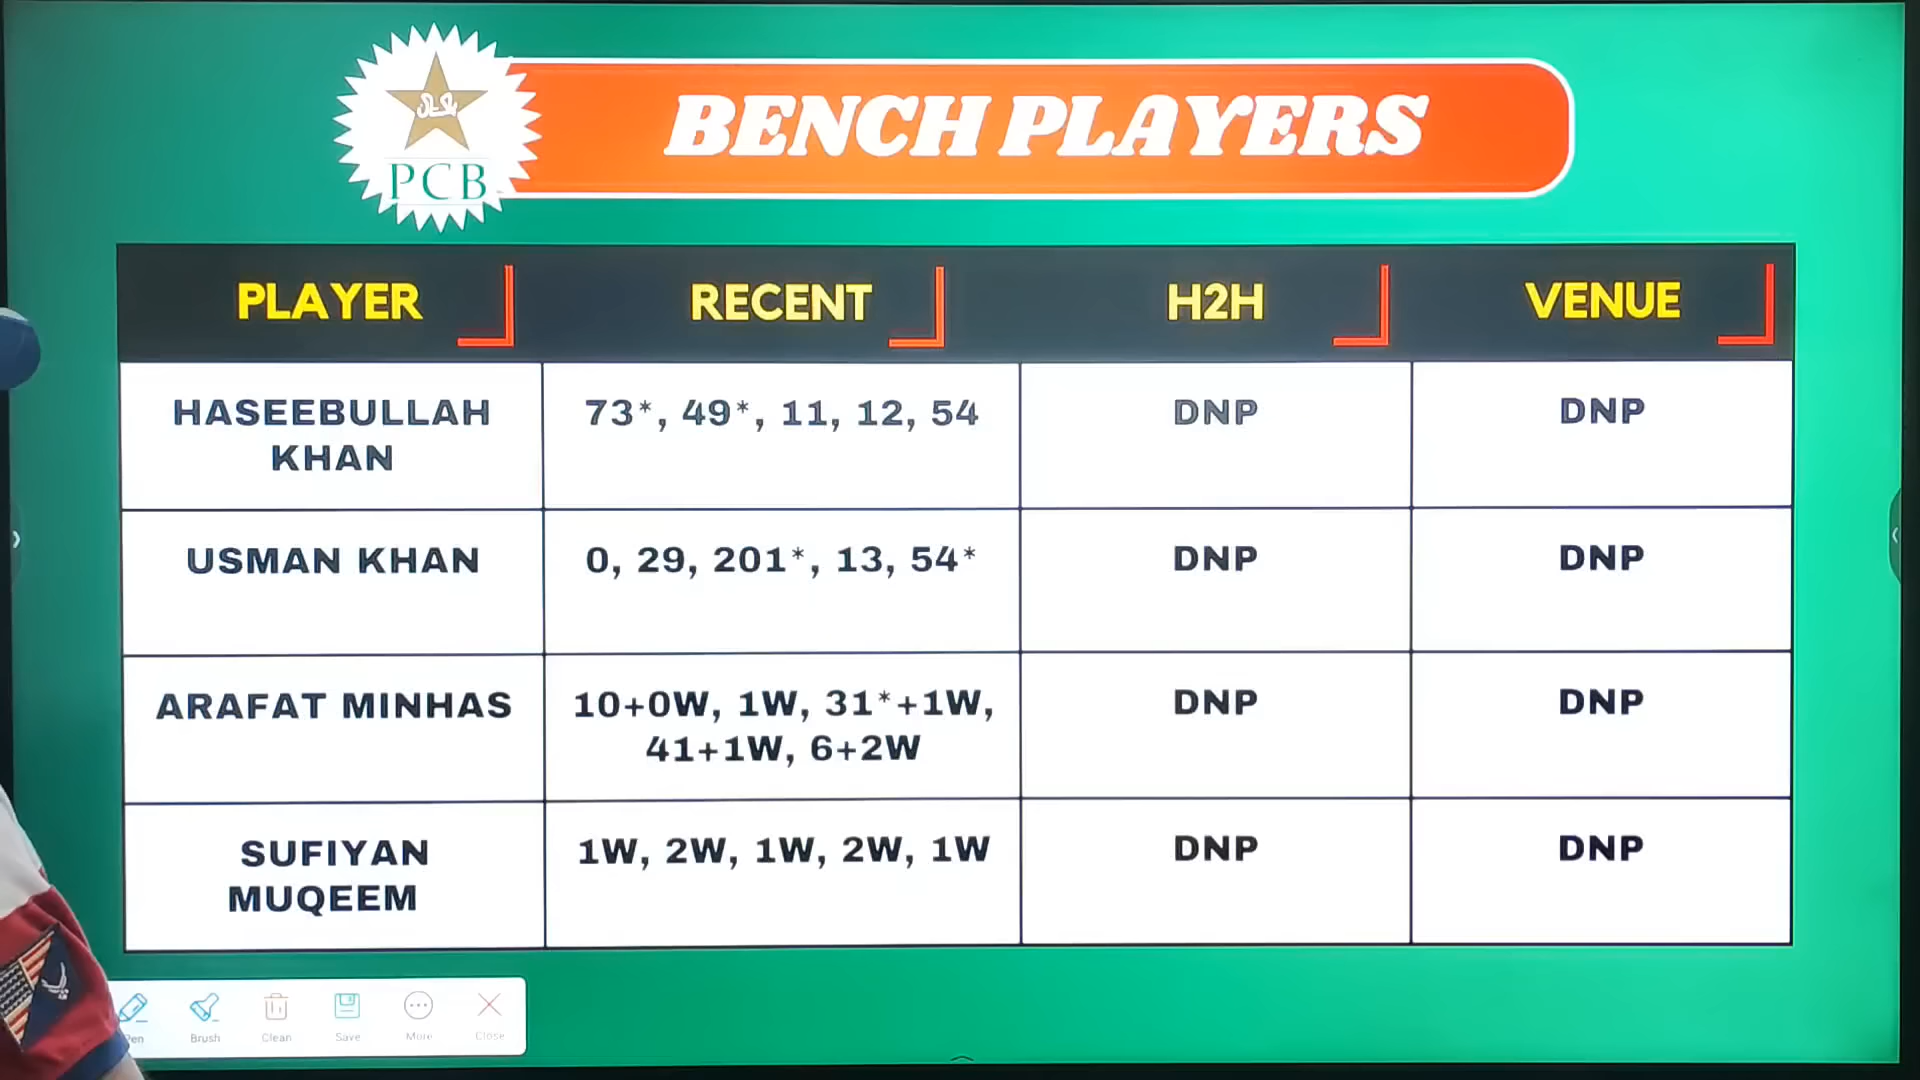 PCB
BENCH PLAYERS
PLAYER
RECENT
H2H
VENUE
HASEEBULLAH
KHAN
73*, 49*, 11, 12, 54
DNP
DNP
USMAN KHAN
0, 29, 201*, 13, 54*
DNP
DNP
ARAFAT MINHAS
10+0W, 1W, 31*+1W,
41+1W, 6+2W
DNP
DNP
SUFIYAN
MUQEEM
1W, 2W, 1W, 2W, 1W
DNP
DNP
Pen
Brush
Clean
Save
More
Close